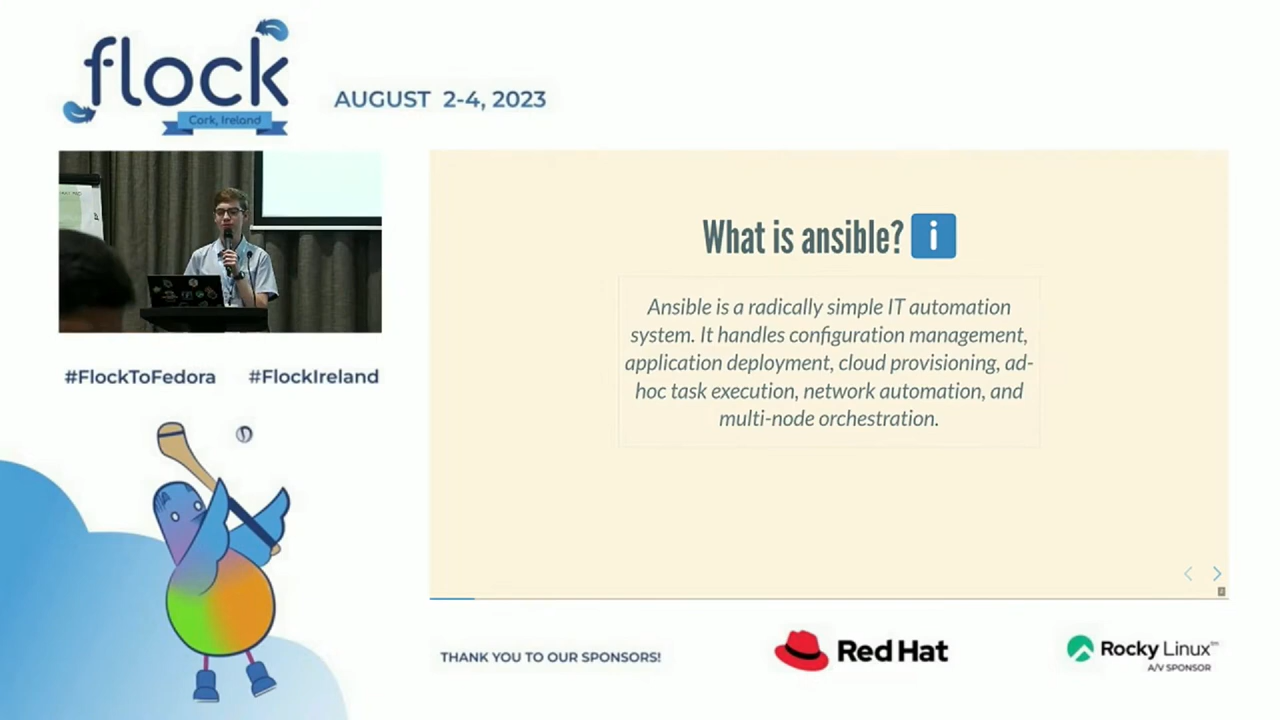 flock
Cork, Ireland
AUGUST 2-4, 2023
What is ansible?
Ansible is a radically simple IT automation
system. It handles configuration management,
application deployment, cloud provisioning, ad-
hoc task execution, network automation, and
multi-node orchestration.
#FlockToFedora #FlockIreland
THANK YOU TO OUR SPONSORS!
Red Hat
Rocky Linux™
A/V SPONSOR